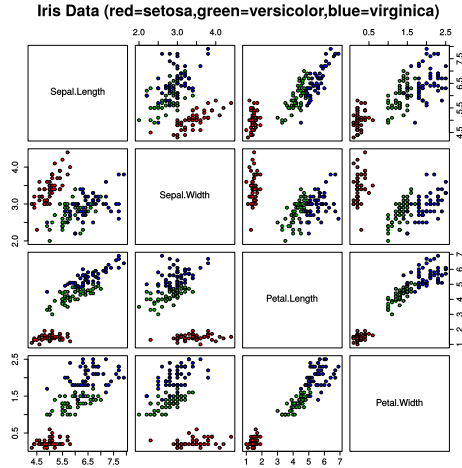 Iris Data (red=setosa,green=versicolor,blue=virginica)
2.0 3.0 4.0 0.5 1.5 2.5
Sepal.Length
4.5 5.5 6.5 7.5
2.0 3.0 4.0
Sepal.Width
Petal.Length
1 2 3 4 5 6 7
0.5 1.5 2.5
Petal.Width
4.5 5.5 6.5 7.5 1 2 3 4 5 6 7